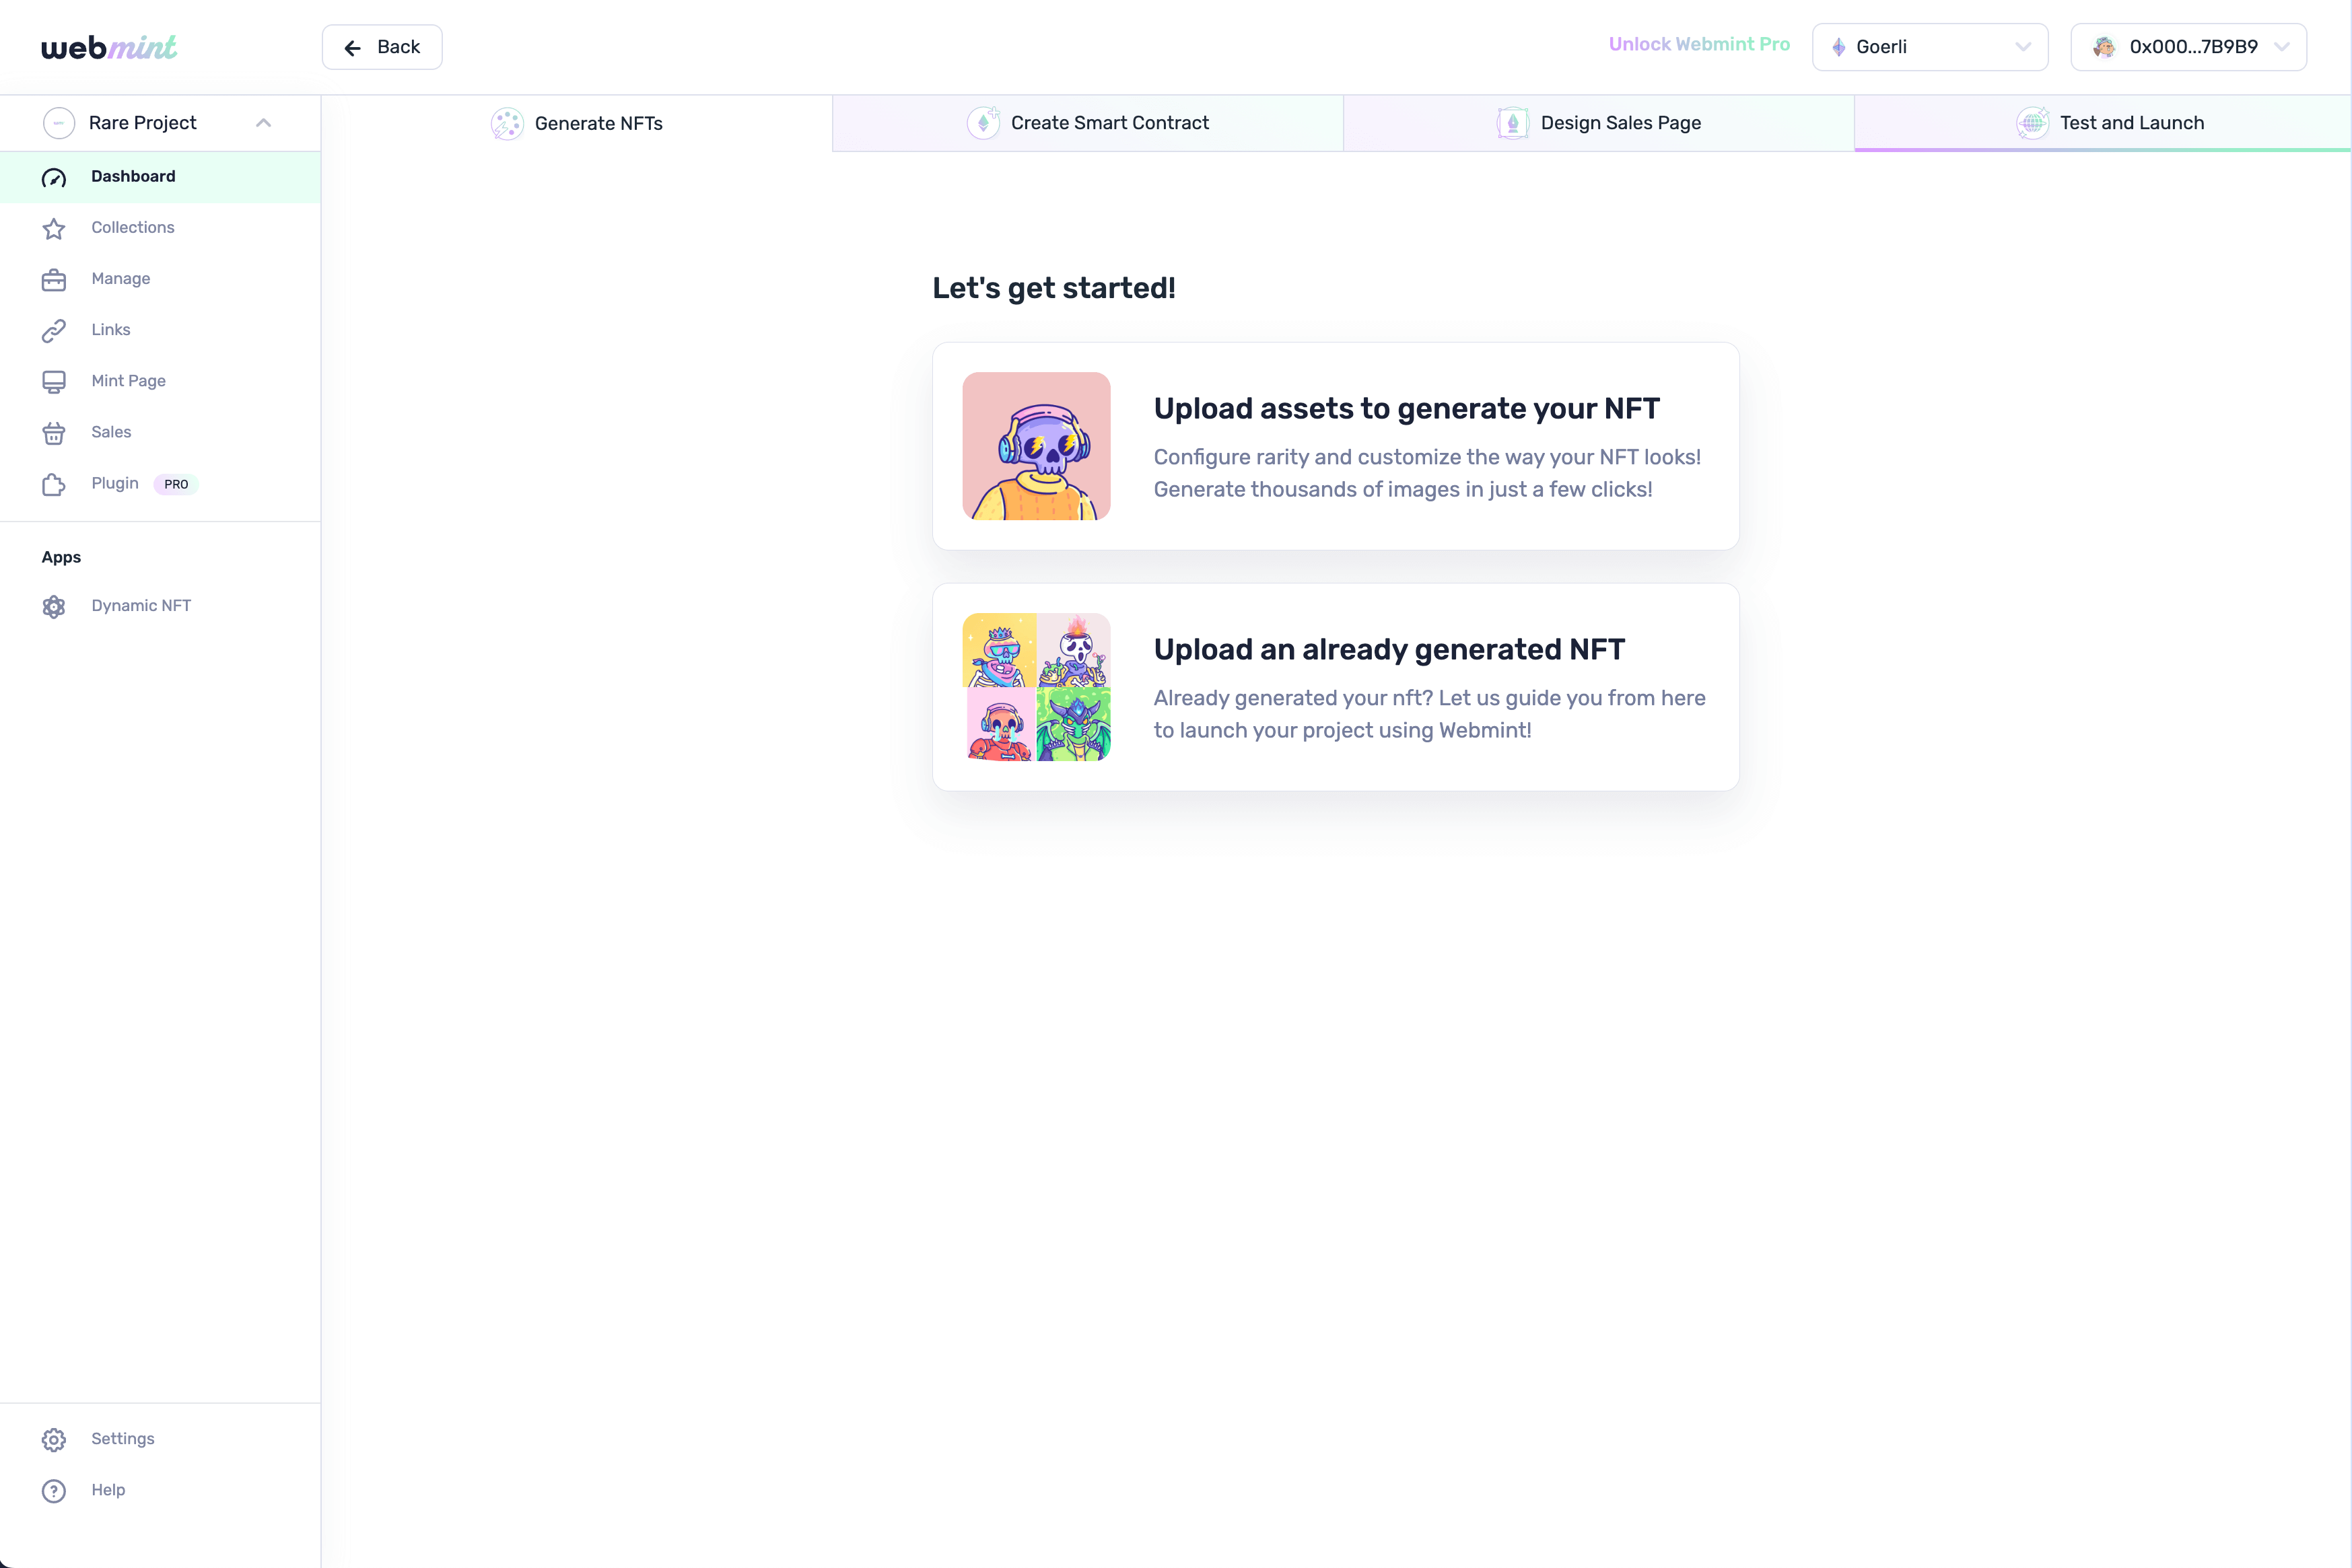 webmint
Back
Unlock Webmint Pro
Goerli
0x000...7B9B9
Rare Project
Generate NFTs
Create Smart Contract
Design Sales Page
Test and Launch
Dashboard
Collections
Manage
Links
Mint Page
Sales
Plugin PRO
Apps
Dynamic NFT
Let's get started!
Upload assets to generate your NFT
Configure rarity and customize the way your NFT looks!
Generate thousands of images in just a few clicks!
Upload an already generated NFT
Already generated your nft? Let us guide you from here
to launch your project using Webmint!
Settings
Help